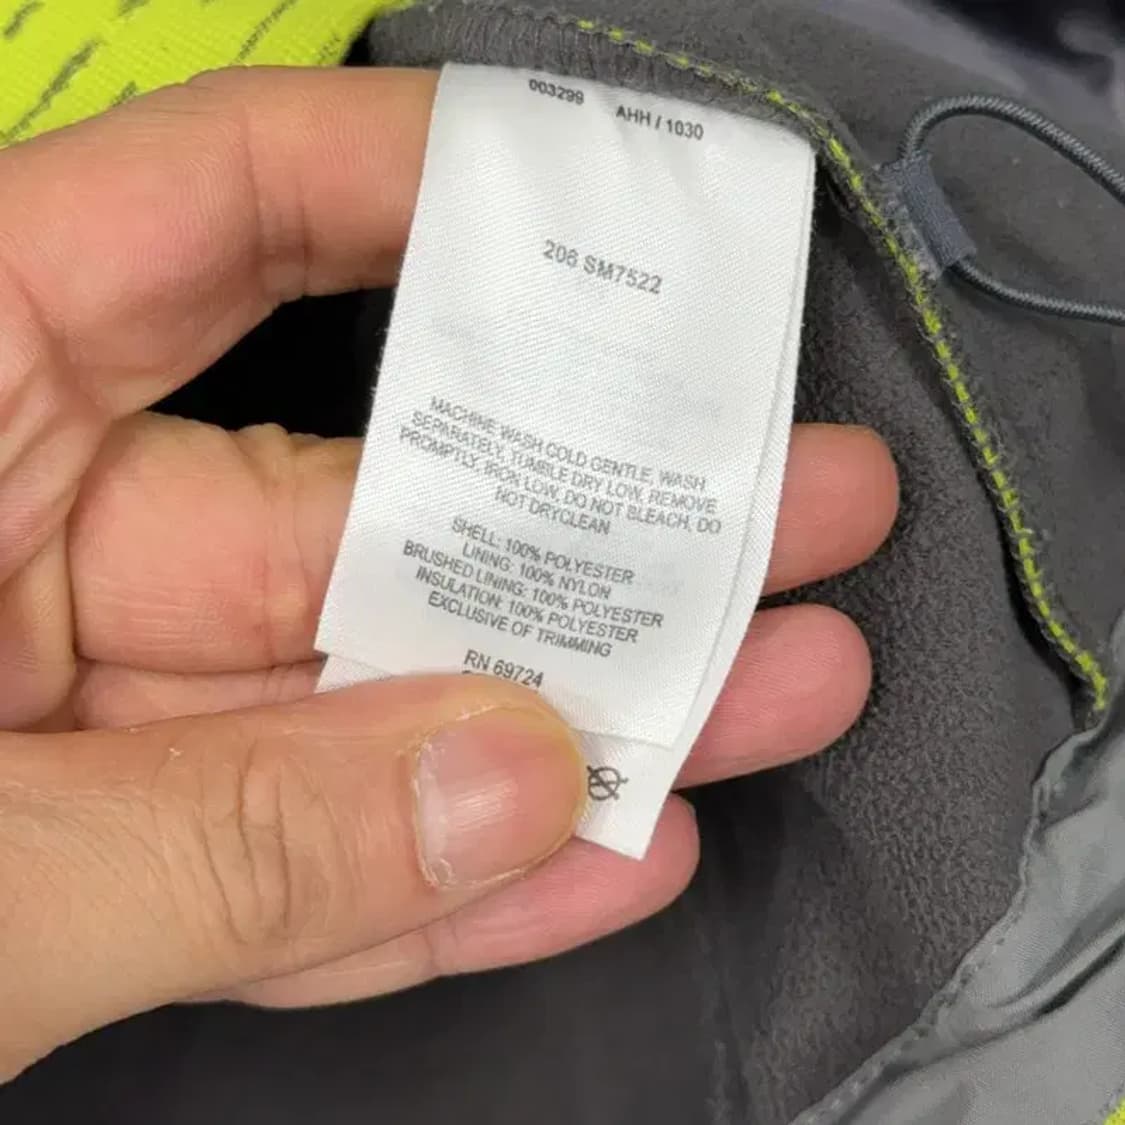 003299 AHH / 1030
206 SM7522
MACHINE WASH COLD GENTLE, WASH
SEPARATELY, TUMBLE DRY LOW, REMOVE
PROMPTLY, IRON LOW, DO NOT BLEACH, DO
NOT DRYCLEAN
SHELL: 100% POLYESTER
LINING: 100% NYLON
BRUSHED LINING: 100% POLYESTER
INSULATION: 100% POLYESTER
EXCLUSIVE OF TRIMMING
RN 69724